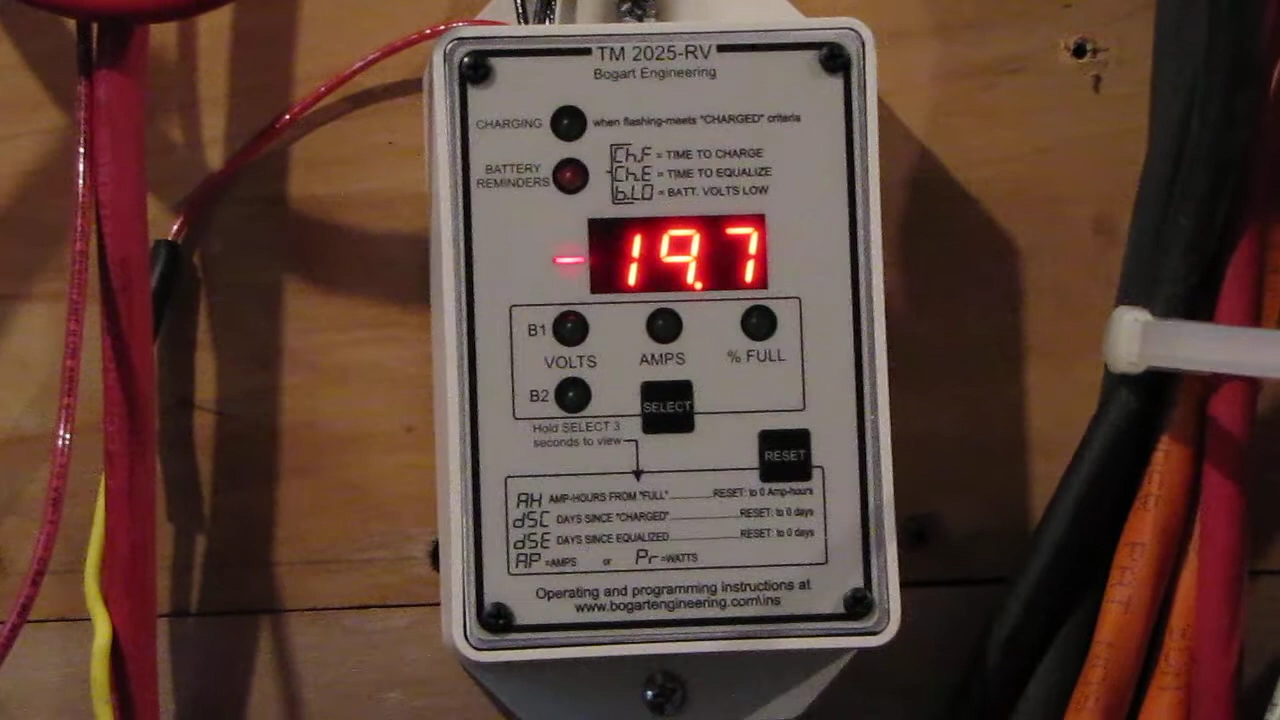 TM 2025-RV
Bogart Engineering
CHARGING when flashing-meets "CHARGED" criteria
BATTERY REMINDERS
Ch.F = TIME TO CHARGE
Ch.E = TIME TO EQUALIZE
b.LO = BATT. VOLTS LOW
- 19.7
B1
VOLTS AMPS % FULL
B2
SELECT
Hold SELECT 3
seconds to view
RESET
AH AMP-HOURS FROM "FULL" RESET: to 0 Amp-hours
dSC DAYS SINCE "CHARGED" RESET: to 0 days
dSE DAYS SINCE EQUALIZED RESET: to 0 days
AP =AMPS or Pr =WATTS
Operating and programming instructions at
www.bogartengineering.com\ins